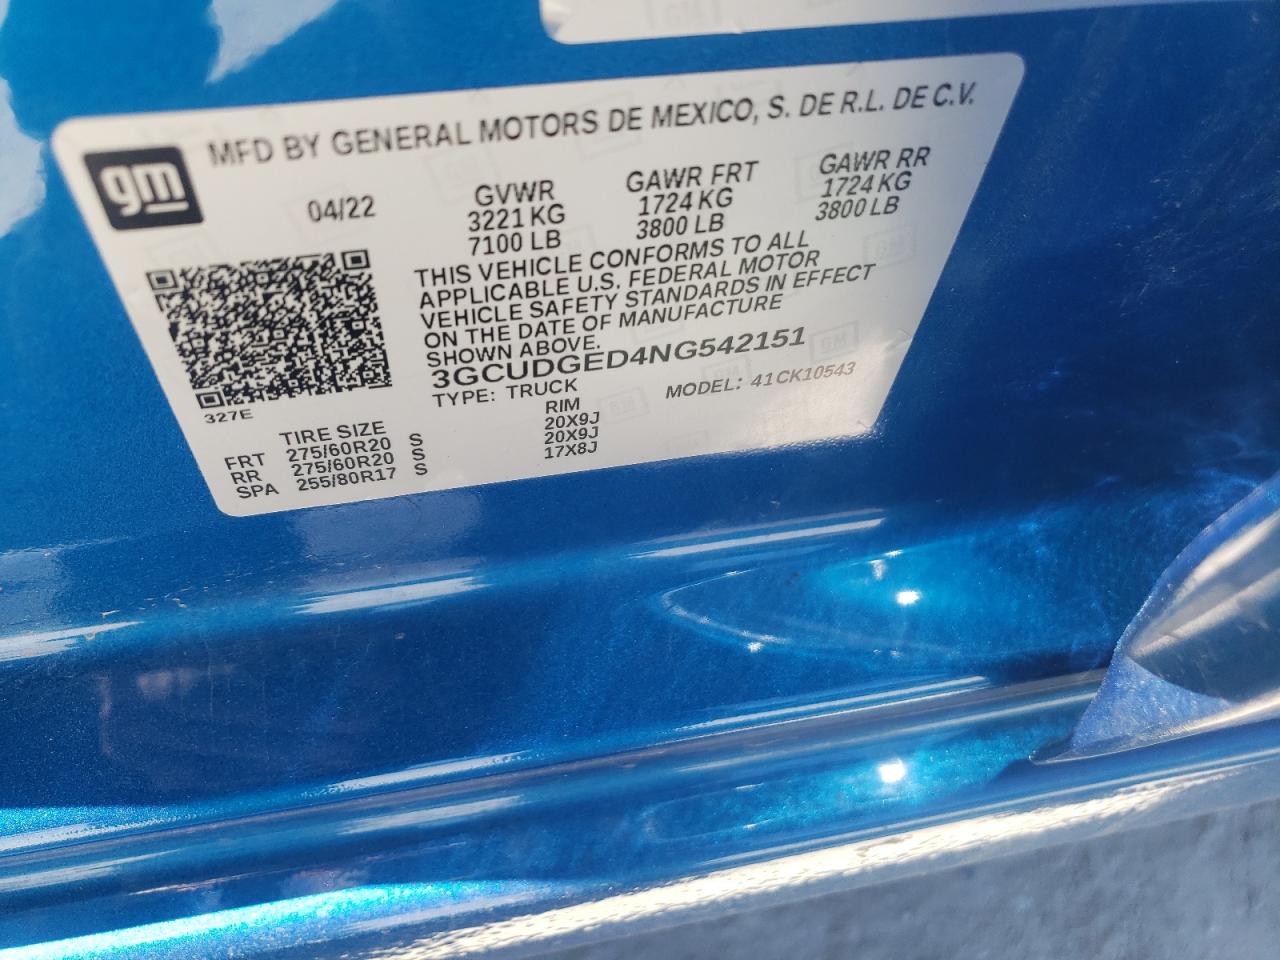 MFD BY GENERAL MOTORS DE MEXICO, S. DE R.L. DE C.V.
gm
04/22
GVWR GAWR FRT GAWR RR
3221 KG 1724 KG 1724 KG
7100 LB 3800 LB 3800 LB
THIS VEHICLE CONFORMS TO ALL
APPLICABLE U.S. FEDERAL MOTOR
VEHICLE SAFETY STANDARDS IN EFFECT
ON THE DATE OF MANUFACTURE
SHOWN ABOVE.
3GCUDGED4NG542151
TYPE: TRUCK MODEL: 41CK10543
327E
TIRE SIZE RIM
FRT 275/60R20 S 20X9J
RR 275/60R20 S 20X9J
SPA 255/80R17 S 17X8J